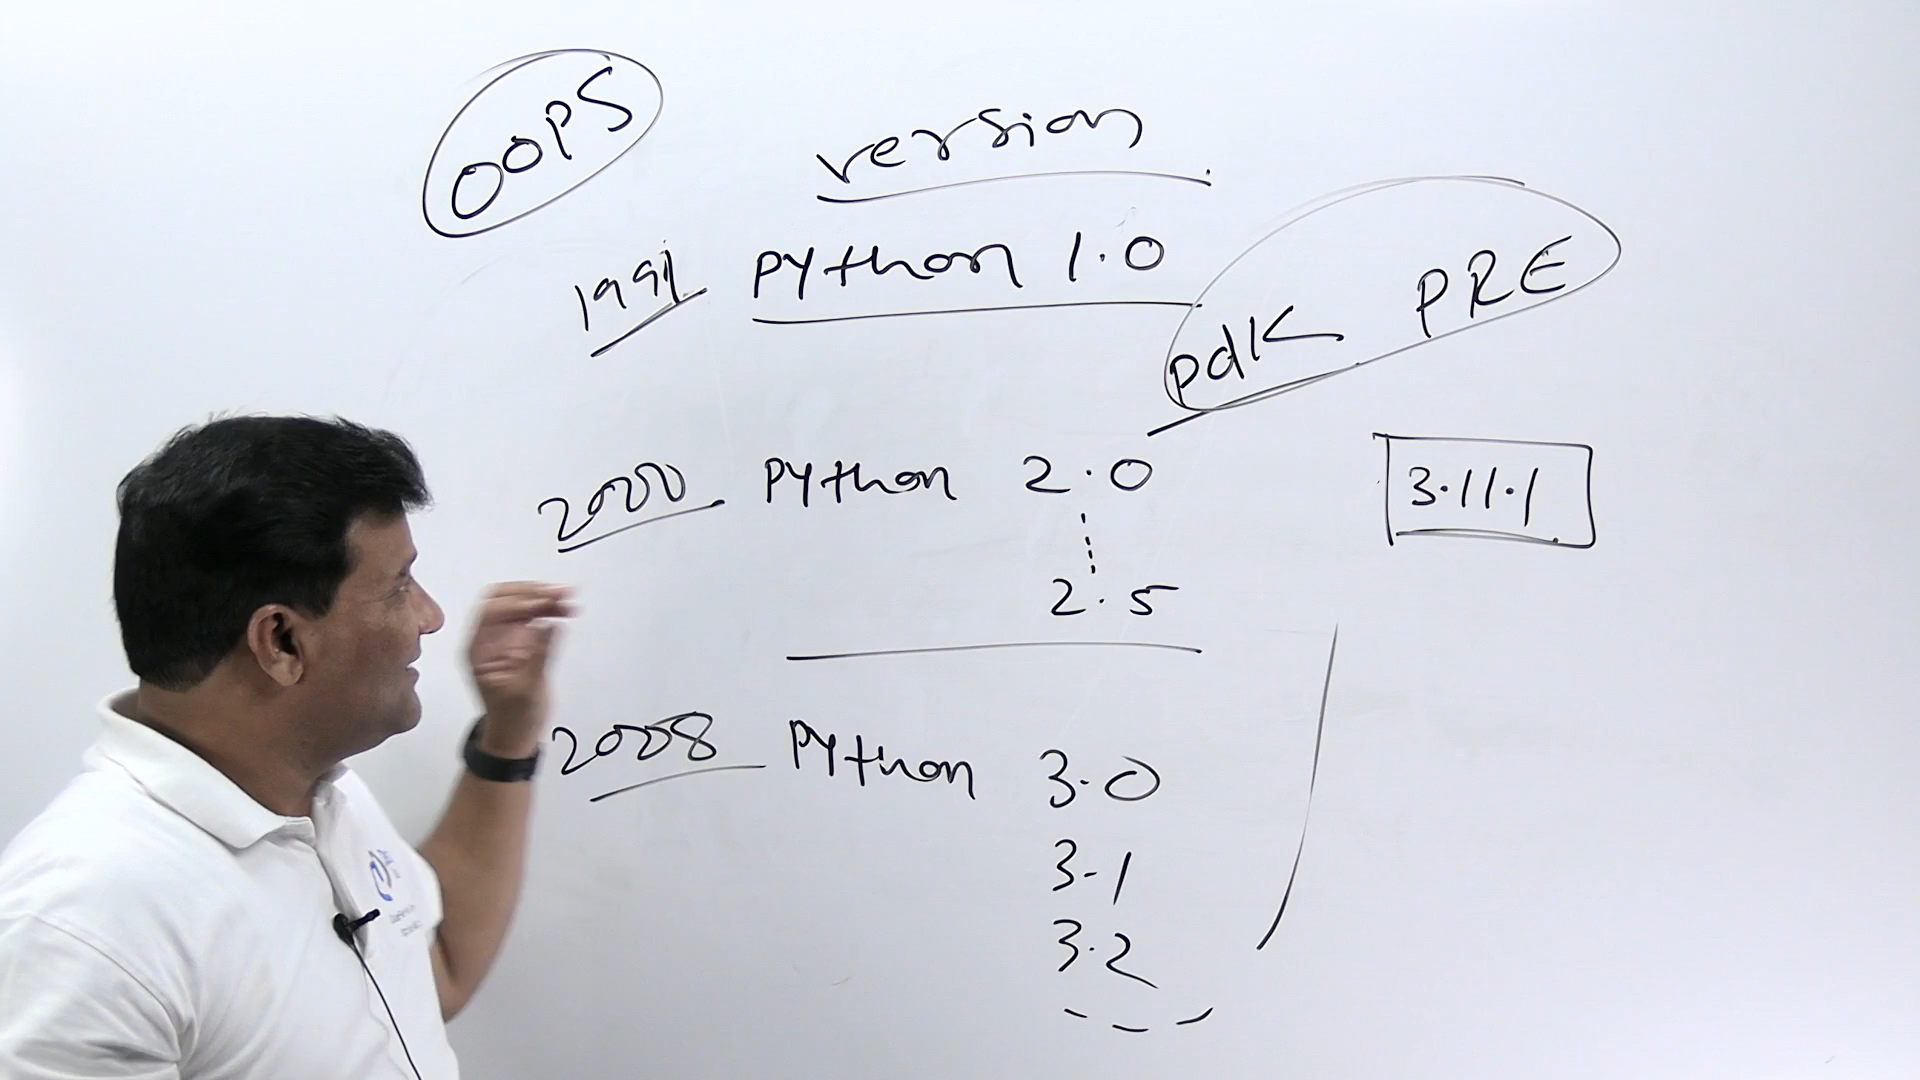 OOPS
version
1991 Python 1.0
pdk PRE
2000 Python 2.0
3.11.1
2.5
2008 Python 3.0
3-1
3.2